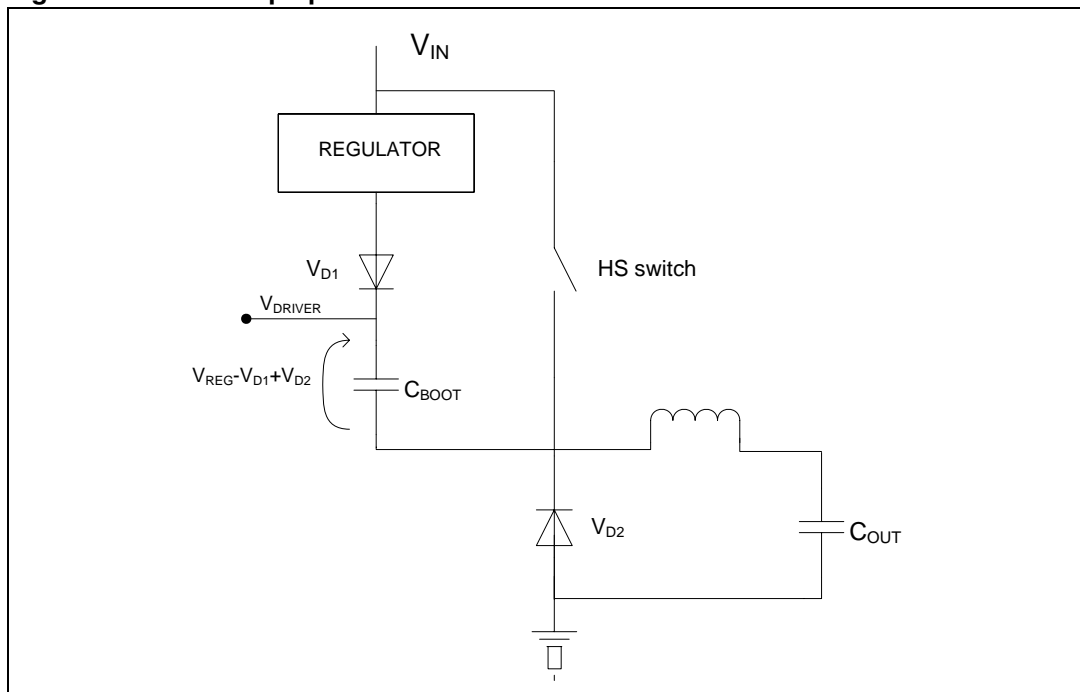 V_IN
REGULATOR
V_D1
HS switch
V_DRIVER
V_REG-V_D1+V_D2
C_BOOT
V_D2
C_OUT